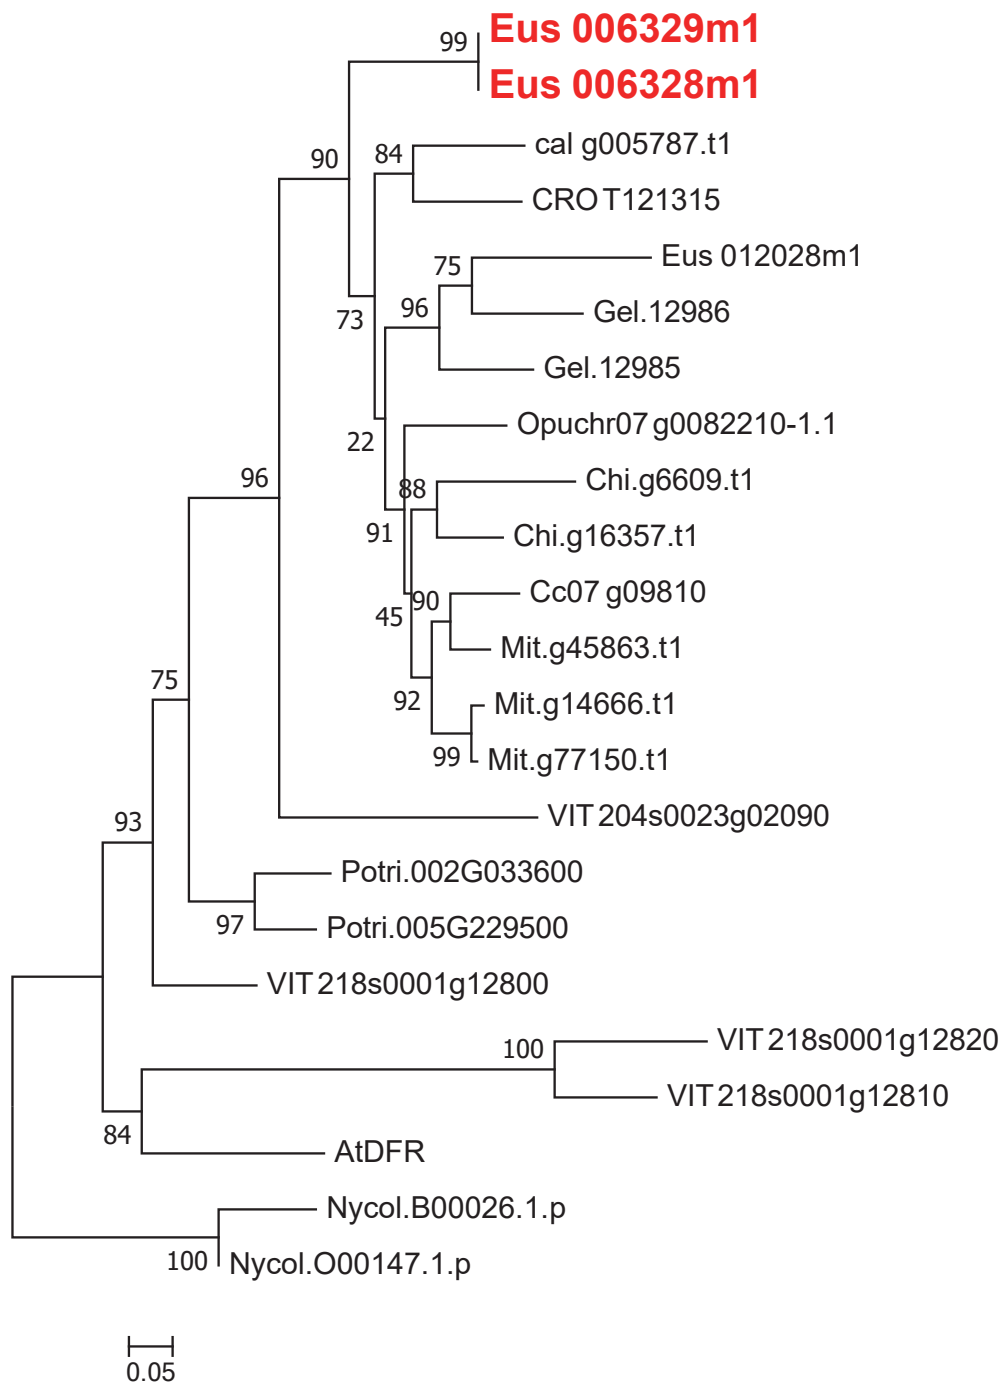 99
Eus 006329m1
Eus 006328m1
90
84
cal g005787.t1
CRO T121315
75
Eus 012028m1
96
Gel.12986
73
Gel.12985
22
Opuchr07 g0082210-1.1
88
Chi.g6609.t1
96
91
Chi.g16357.t1
90
Cc07 g09810
45
Mit.g45863.t1
75
92
Mit.g14666.t1
99
Mit.g77150.t1
93
VIT 204s0023g02090
Potri.002G033600
97
Potri.005G229500
VIT 218s0001g12800
100
VIT 218s0001g12820
VIT 218s0001g12810
84
AtDFR
Nycol.B00026.1.p
100
Nycol.O00147.1.p
0.05